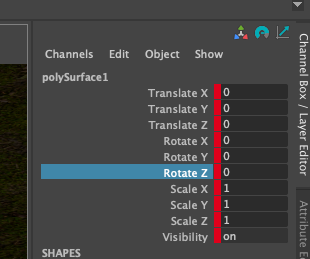 Channels Edit Object Show
polySurface1
Translate X 0
Translate Y 0
Translate Z 0
Rotate X 0
Rotate Y 0
Rotate Z 0
Scale X 1
Scale Y 1
Scale Z 1
Visibility on
SHAPES
Channel Box / Layer Editor
Attribute